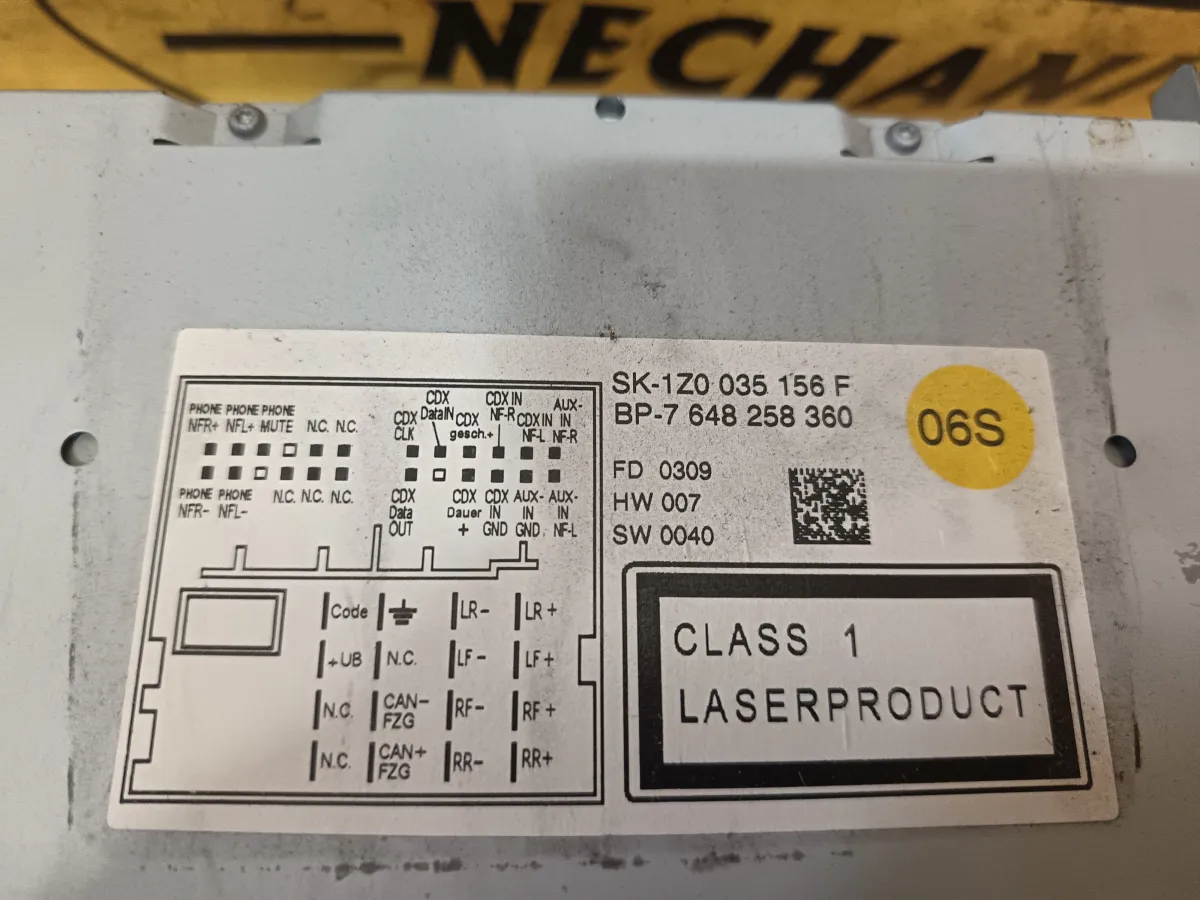 NECHAN
SK-1Z0 035 156 F
BP-7 648 258 360
06S
FD 0309
HW 007
SW 0040
CLASS 1
LASERPRODUCT
PHONE PHONE PHONE
NFR+ NFL+ MUTE N.C. N.C.
PHONE PHONE
NFR- NFL-
N.C. N.C. N.C.
CDX
CLK
CDX
DataIN
CDX
gesch.+
CDX IN
NF-R
CDX IN
NF-L
AUX-
IN
NF-R
CDX
Data
OUT
CDX
Dauer
+
CDX
IN
GND
AUX-
IN
GND.
AUX-
IN
NF-L
Code LR- LR+
+UB N.C. LF- LF+
N.C. CAN-
FZG RF- RF+
N.C. CAN+
FZG RR- RR+